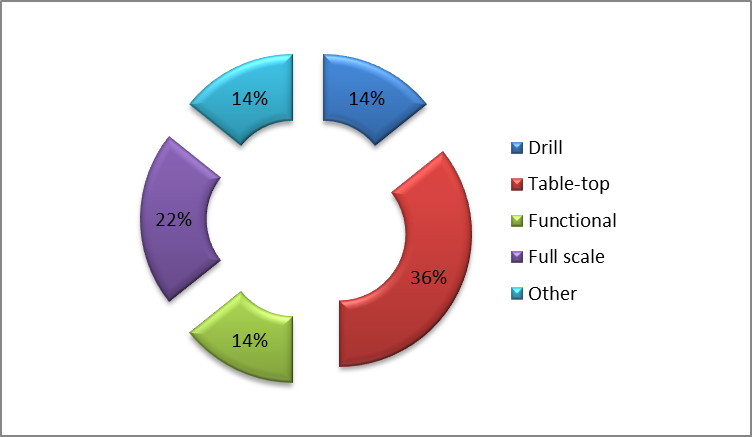 14%
14%
22%
36%
14%
Drill
Table-top
Functional
Full scale
Other